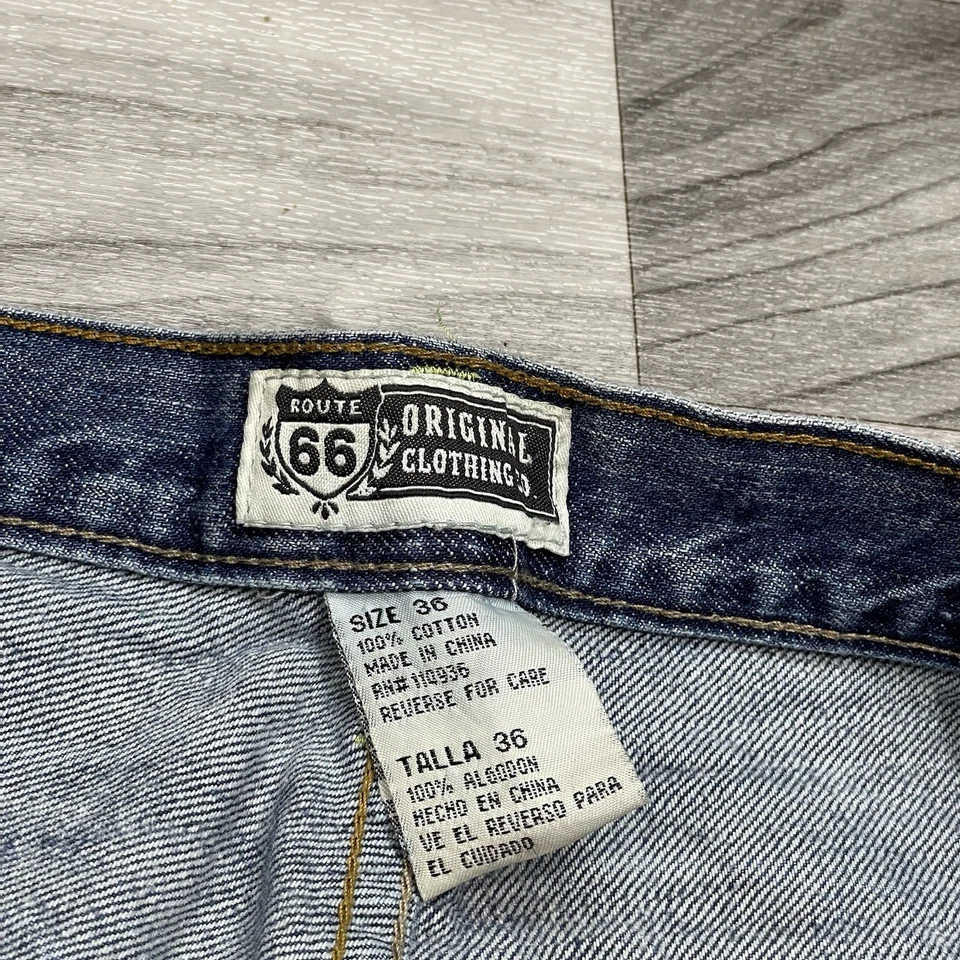 ROUTE
66
ORIGINAL
CLOTHING
SIZE 36
100% COTTON
MADE IN CHINA
RN#110936
REVERSE FOR CARE
TALLA 36
100% ALGODON
HECHO EN CHINA
VE EL REVERSO PARA
EL CUIDADO